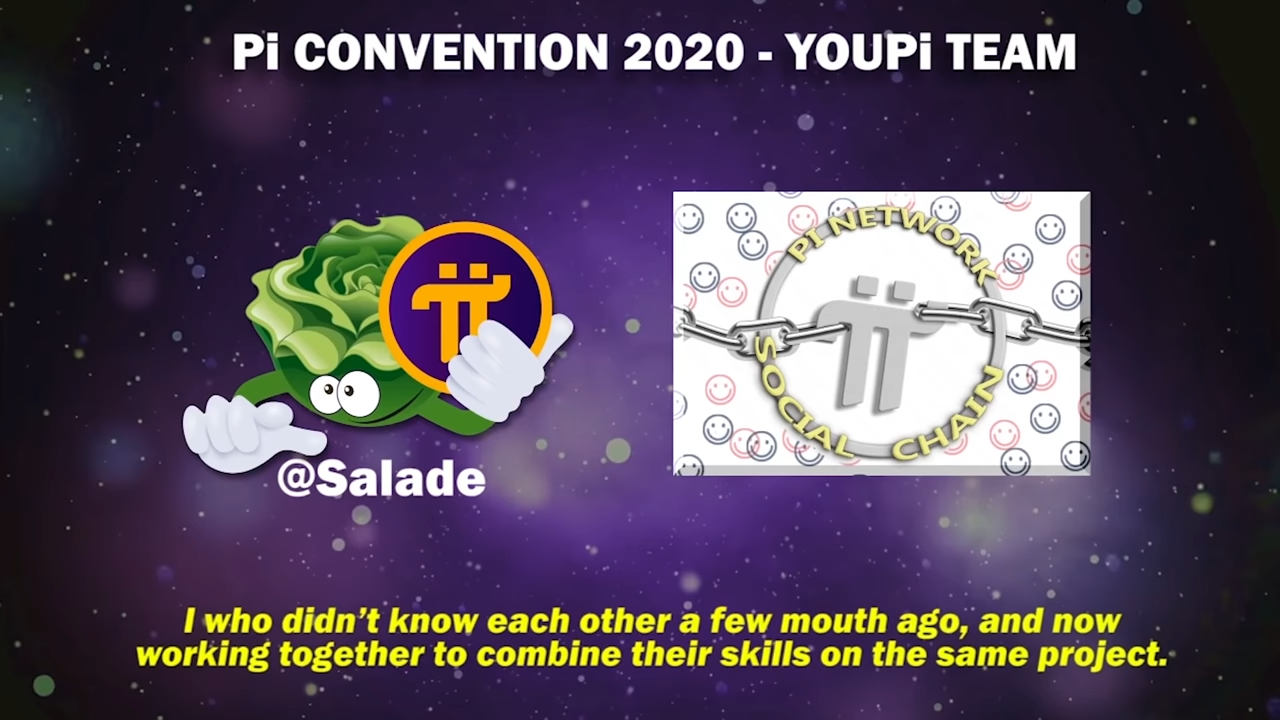 Pi CONVENTION 2020 - YOUPi TEAM
PI NETWORK
SOCIAL CHAIN
@Salade
I who didn't know each other a few mouth ago, and now
working together to combine their skills on the same project.